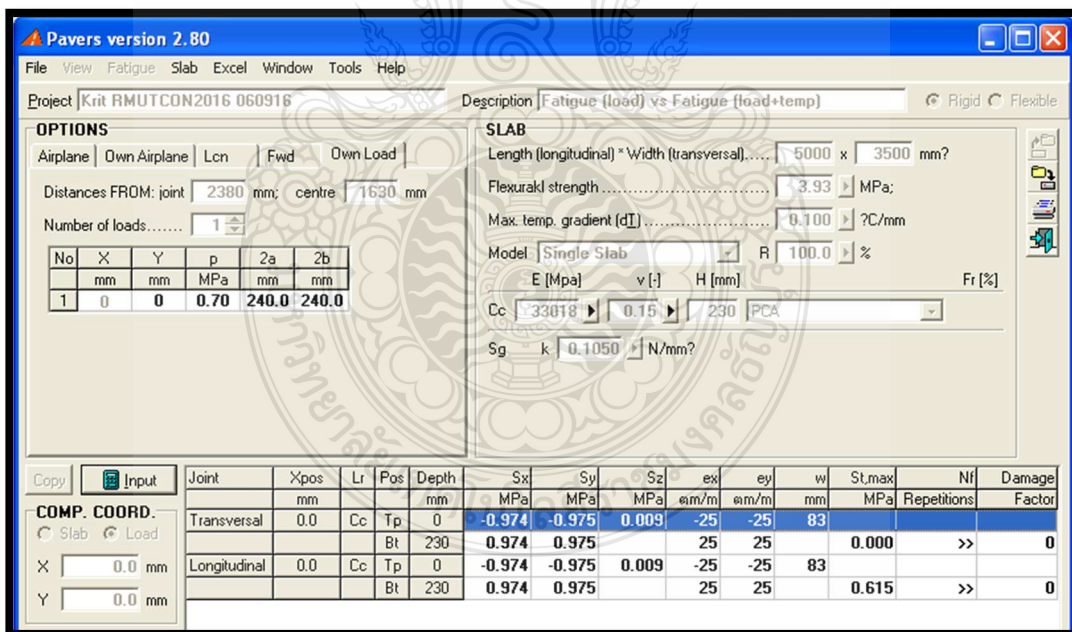 Pavers version 2.80
File View Fatigue Slab Excel Window Tools Help
Project Krit RMUTCON2016 060916 Description Fatigue (load) vs Fatigue (load+temp) Rigid Flexible
OPTIONS
Airplane Own Airplane Lcn Fwd Own Load
Distances FROM: joint 2380 mm; centre 1630 mm
Number of loads....... 1
No X Y p 2a 2b
mm mm MPa mm mm
1 0 0 0.70 240.0 240.0
SLAB
Length (longitudinal) * Width (transversal)..... 5000 x 3500 mm?
Flexurakl strength 3.93 MPa;
Max. temp. gradient (dT) 0.100 ?C/mm
Model Single Slab R 100.0 %
E [Mpa] v [-] H [mm] Fr [%]
Cc 33018 0.15 230 PCA
Sg k 0.1050 N/mm?
Copy Input
COMP. COORD.
Slab Load
X 0.0 mm
Y 0.0 mm
Joint Xpos Lr Pos Depth Sx Sy Sz ex ey w St,max Nf Damage
mm mm MPa MPa MPa ตm/m ตm/m mm MPa Repetitions Factor
Transversal 0.0 Cc Tp 0 -0.974 -0.975 0.009 -25 -25 83
Bt 230 0.974 0.975 25 25 0.000 >> 0
Longitudinal 0.0 Cc Tp 0 -0.974 -0.975 0.009 -25 -25 83
Bt 230 0.974 0.975 25 25 0.615 >> 0